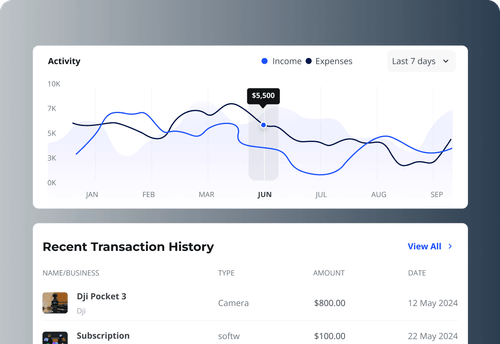 Activity
Income Expenses
Last 7 days
10K
7K
5K
3K
0K
$5,500
JAN FEB MAR JUN JUL AUG SEP
Recent Transaction History
View All
NAME/BUSINESS TYPE AMOUNT DATE
Dji Pocket 3
Dji
Camera $800.00 12 May 2024
Subscription softw $100.00 22 May 2024